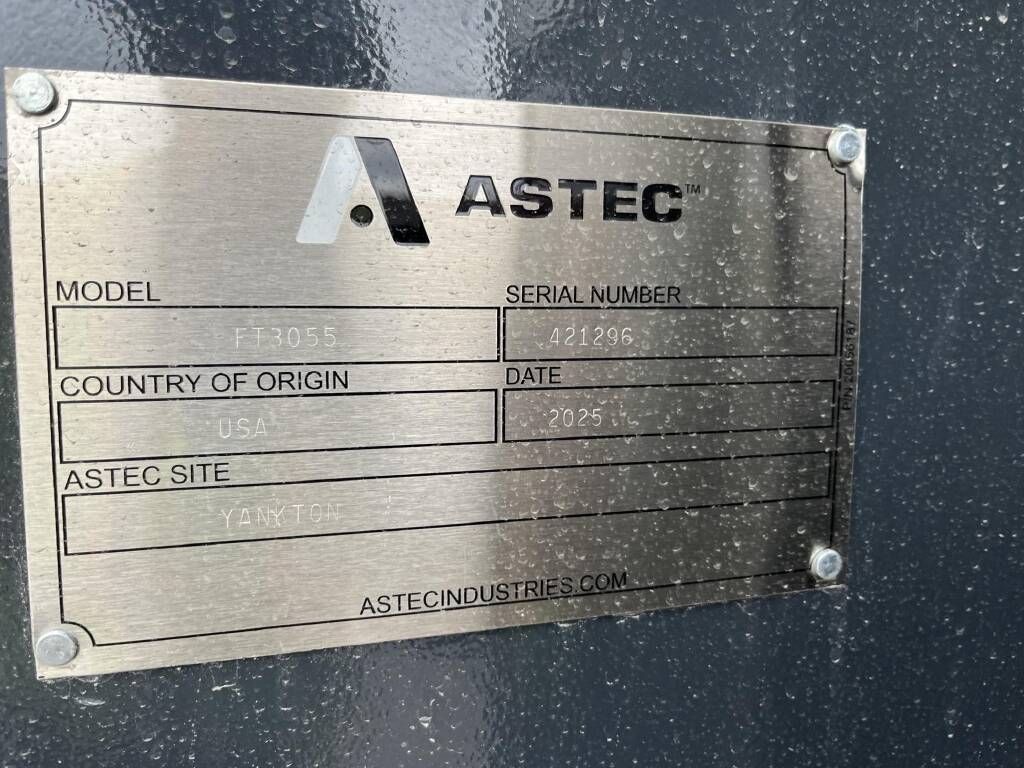 ASTEC™
MODEL
FT3055
SERIAL NUMBER
421296
COUNTRY OF ORIGIN
USA
DATE
2025
ASTEC SITE
YANKTON
ASTECINDUSTRIES.COM